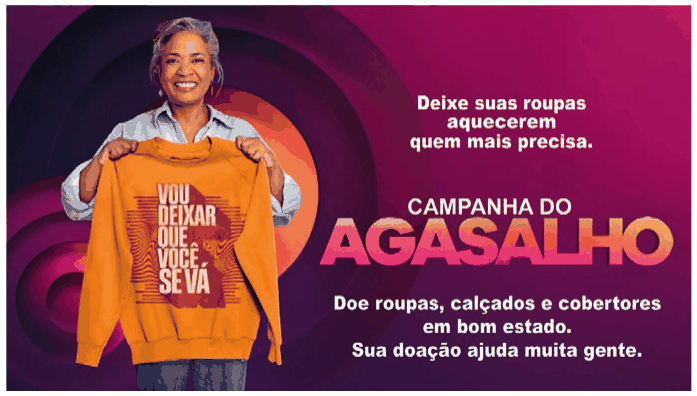 VOU
DEIXAR
QUE
VOCÊ
SE VÁ
Deixe suas roupas
aquecerem
quem mais precisa.
CAMPANHA DO
AGASALHO
Doe roupas, calçados e cobertores
em bom estado.
Sua doação ajuda muita gente.